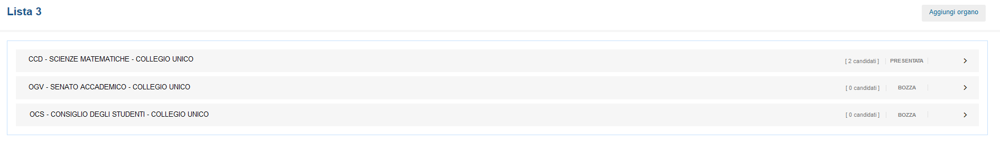 Lista 3
Aggiungi organo
CCD - SCIENZE MATEMATICHE - COLLEGIO UNICO [ 2 candidati ] PRESENTATA
OGV - SENATO ACCADEMICO - COLLEGIO UNICO [ 0 candidati ] BOZZA
OCS - CONSIGLIO DEGLI STUDENTI - COLLEGIO UNICO [ 0 candidati ] BOZZA